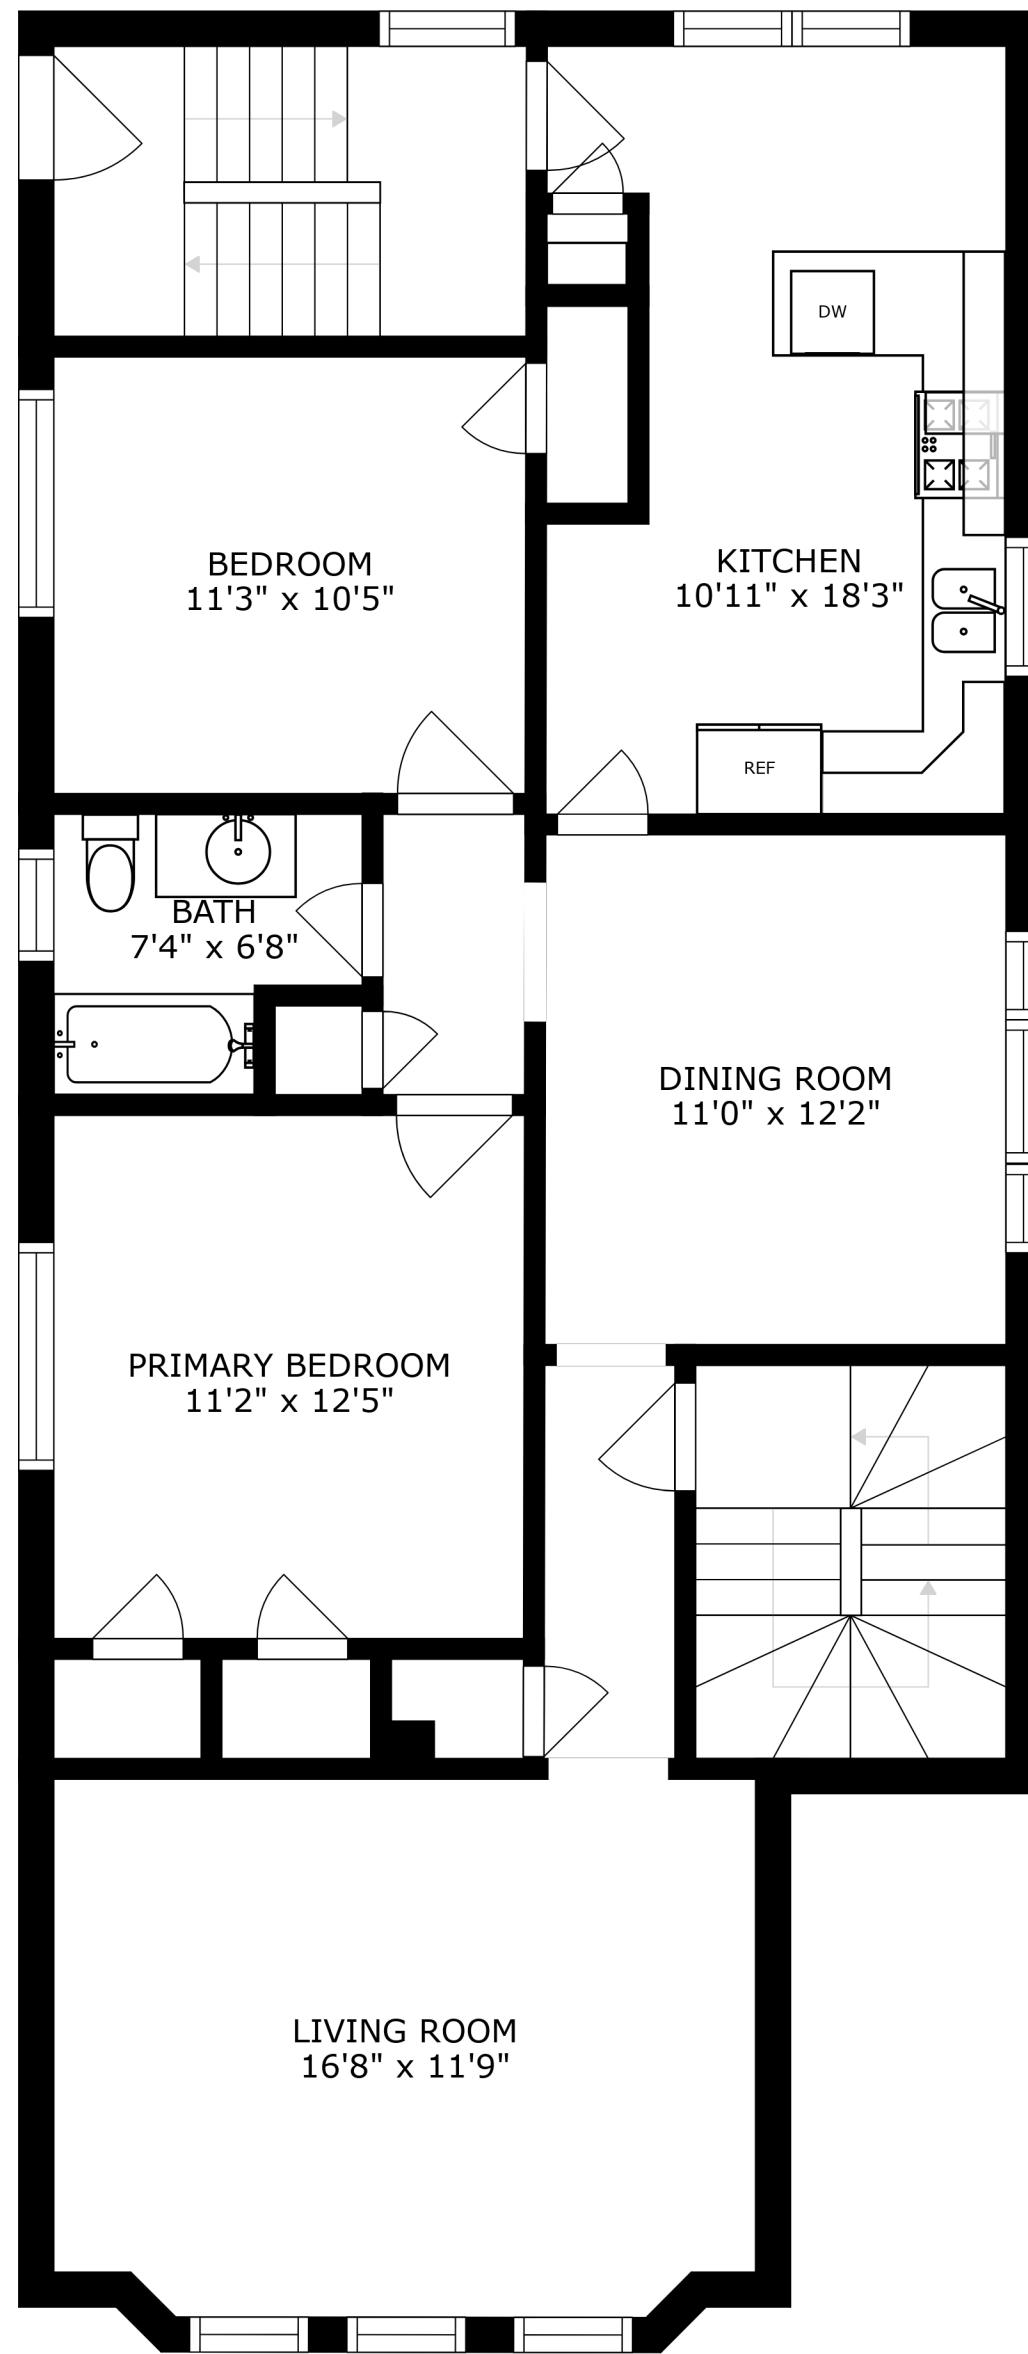 DW
KITCHEN
10'11" x 18'3"
BEDROOM
11'3" x 10'5"
REF
BATH
7'4" x 6'8"
DINING ROOM
11'0" x 12'2"
PRIMARY BEDROOM
11'2" x 12'5"
LIVING ROOM
16'8" x 11'9"